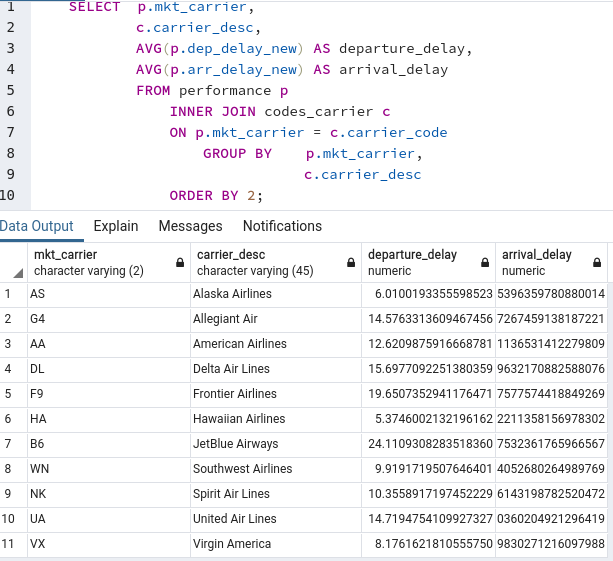 1 SELECT p.mkt_carrier,
2 c.carrier_desc,
3 AVG(p.dep_delay_new) AS departure_delay,
4 AVG(p.arr_delay_new) AS arrival_delay
5 FROM performance p
6 INNER JOIN codes_carrier c
7 ON p.mkt_carrier = c.carrier_code
8 GROUP BY p.mkt_carrier,
9 c.carrier_desc
10 ORDER BY 2;
Data Output Explain Messages Notifications
mkt_carrier carrier_desc departure_delay arrival_delay
character varying (2) character varying (45) numeric numeric
1 AS Alaska Airlines 6.0100193355598523 5396359780880014
2 G4 Allegiant Air 14.5763313609467456 7267459138187221
3 AA American Airlines 12.6209875916668781 1136531412279809
4 DL Delta Air Lines 15.6977092251380359 9632170882588076
5 F9 Frontier Airlines 19.6507352941176471 7577574418849269
6 HA Hawaiian Airlines 5.3746002132196162 2211358156978302
7 B6 JetBlue Airways 24.1109308283518360 7532361765966567
8 WN Southwest Airlines 9.9191719507646401 4052680264989769
9 NK Spirit Air Lines 10.3558917197452229 6143198782520472
10 UA United Air Lines 14.7194754109927327 0360204921296419
11 VX Virgin America 8.1761621810555750 9830271216097988